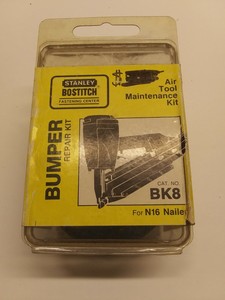 STANLEY
BOSTITCH
FASTENING CENTER
Air
Tool
Maintenance
Kit
BUMPER
REPAIR KIT
CAT. NO.
BK8
For N16 Nailer